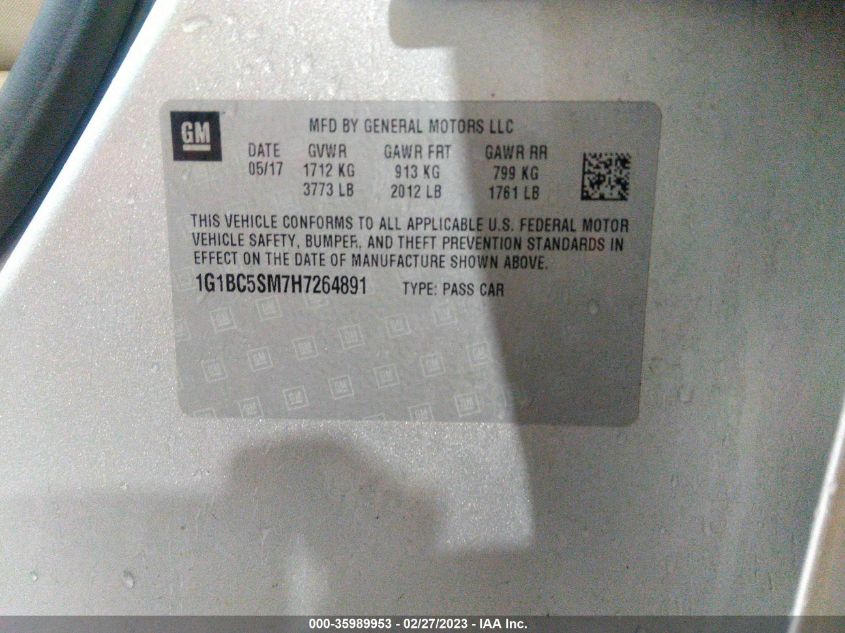 GM
MFD BY GENERAL MOTORS LLC
DATE GVWR GAWR FRT GAWR RR
05/17 1712 KG 913 KG 799 KG
3773 LB 2012 LB 1761 LB
THIS VEHICLE CONFORMS TO ALL APPLICABLE U.S. FEDERAL MOTOR
VEHICLE SAFETY, BUMPER, AND THEFT PREVENTION STANDARDS IN
EFFECT ON THE DATE OF MANUFACTURE SHOWN ABOVE.
1G1BC5SM7H7264891 TYPE: PASS CAR
000-35989953 - 02/27/2023 - IAA Inc.